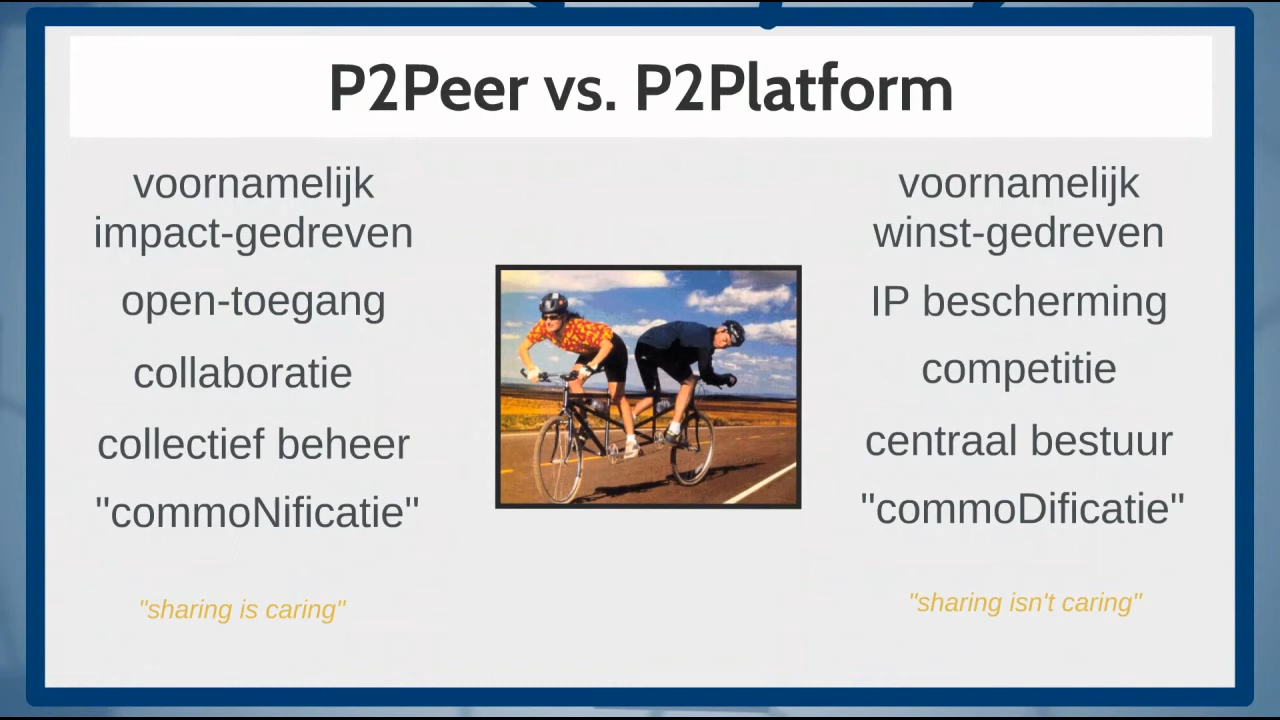 P2Peer vs. P2Platform
voornamelijk
impact-gedreven
open-toegang
collaboratie
collectief beheer
"commoNificatie"
"sharing is caring"
voornamelijk
winst-gedreven
IP bescherming
competitie
centraal bestuur
"commoDificatie"
"sharing isn't caring"